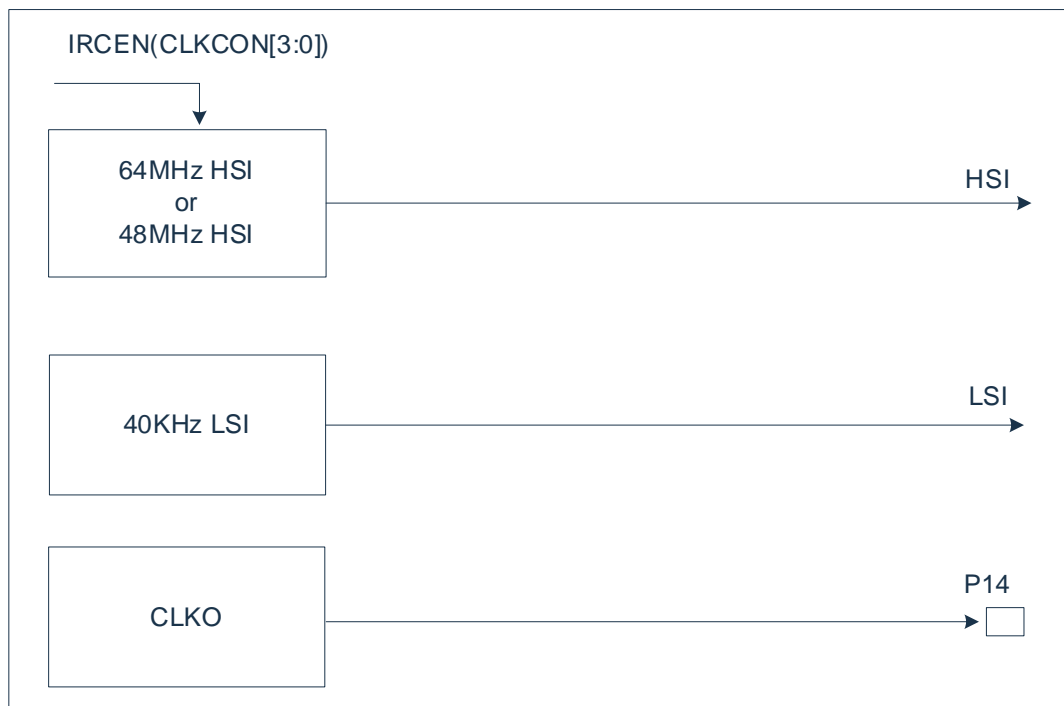 IRCEN(CLKCON[3:0])
64MHz HSI
or
48MHz HSI
HSI
40KHz LSI
LSI
CLKO
P14